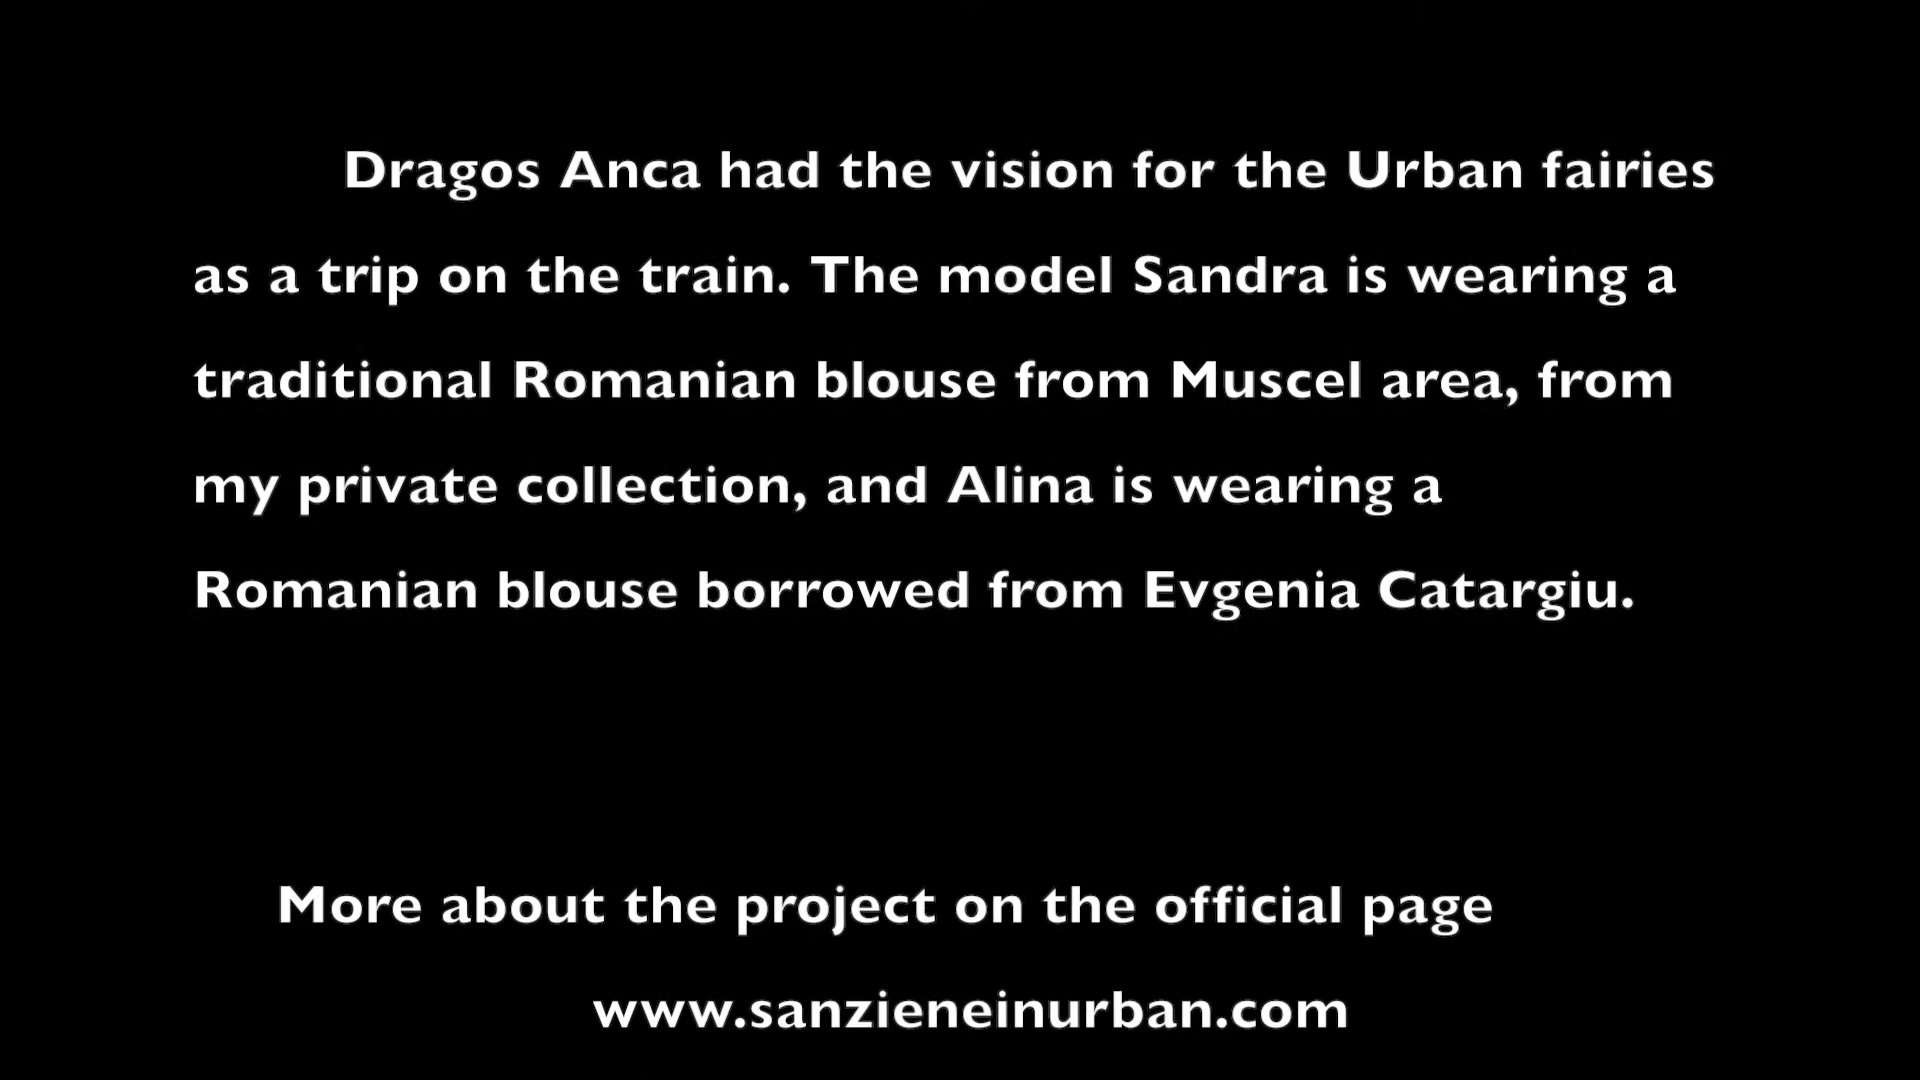 Dragos Anca had the vision for the Urban fairies
as a trip on the train. The model Sandra is wearing a
traditional Romanian blouse from Muscel area, from
my private collection, and Alina is wearing a
Romanian blouse borrowed from Evgenia Catargiu.
More about the project on the official page
www.sanzieneinurban.com